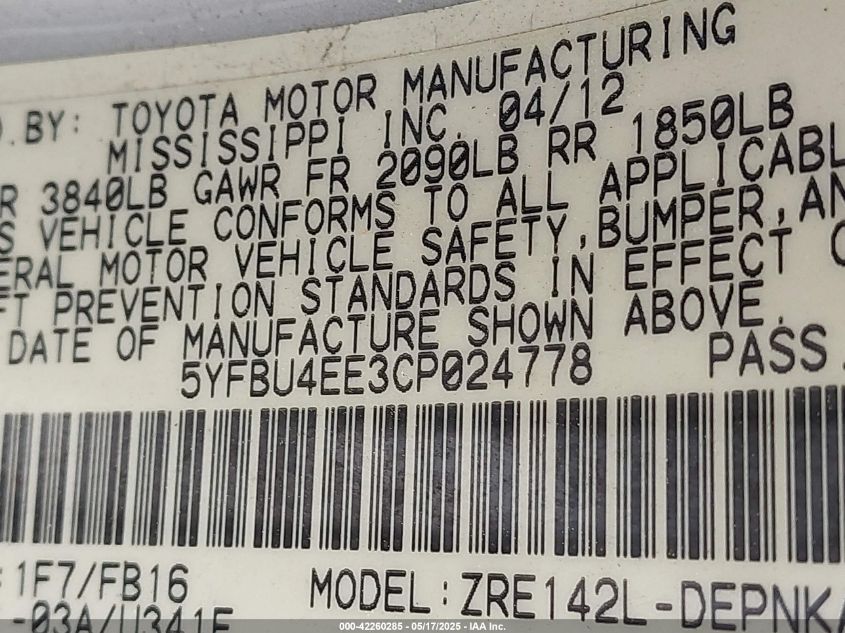 .BY: TOYOTA MOTOR MANUFACTURING
MISSISSIPPI INC. 04/12
R 3840LB GAWR FR 2090LB RR 1850LB
S VEHICLE CONFORMS TO ALL APPLICABL
ERAL MOTOR VEHICLE SAFETY,BUMPER,AN
FT PREVENTION STANDARDS IN EFFECT O
DATE OF MANUFACTURE SHOWN ABOVE.
5YFBU4EE3CP024778 PASS.
1F7/FB16 MODEL:ZRE142L-DEPNKA
-03A/U341F
000-42260285 - 05/17/2025 - IAA Inc.